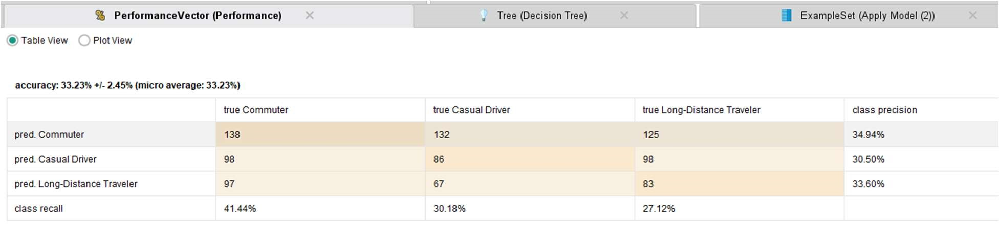 PerformanceVector (Performance) Tree (Decision Tree) ExampleSet (Apply Model (2))
Table View Plot View
accuracy: 33.23% +/- 2.45% (micro average: 33.23%)
true Commuter true Casual Driver true Long-Distance Traveler class precision
pred. Commuter 138 132 125 34.94%
pred. Casual Driver 98 86 98 30.50%
pred. Long-Distance Traveler 97 67 83 33.60%
class recall 41.44% 30.18% 27.12%